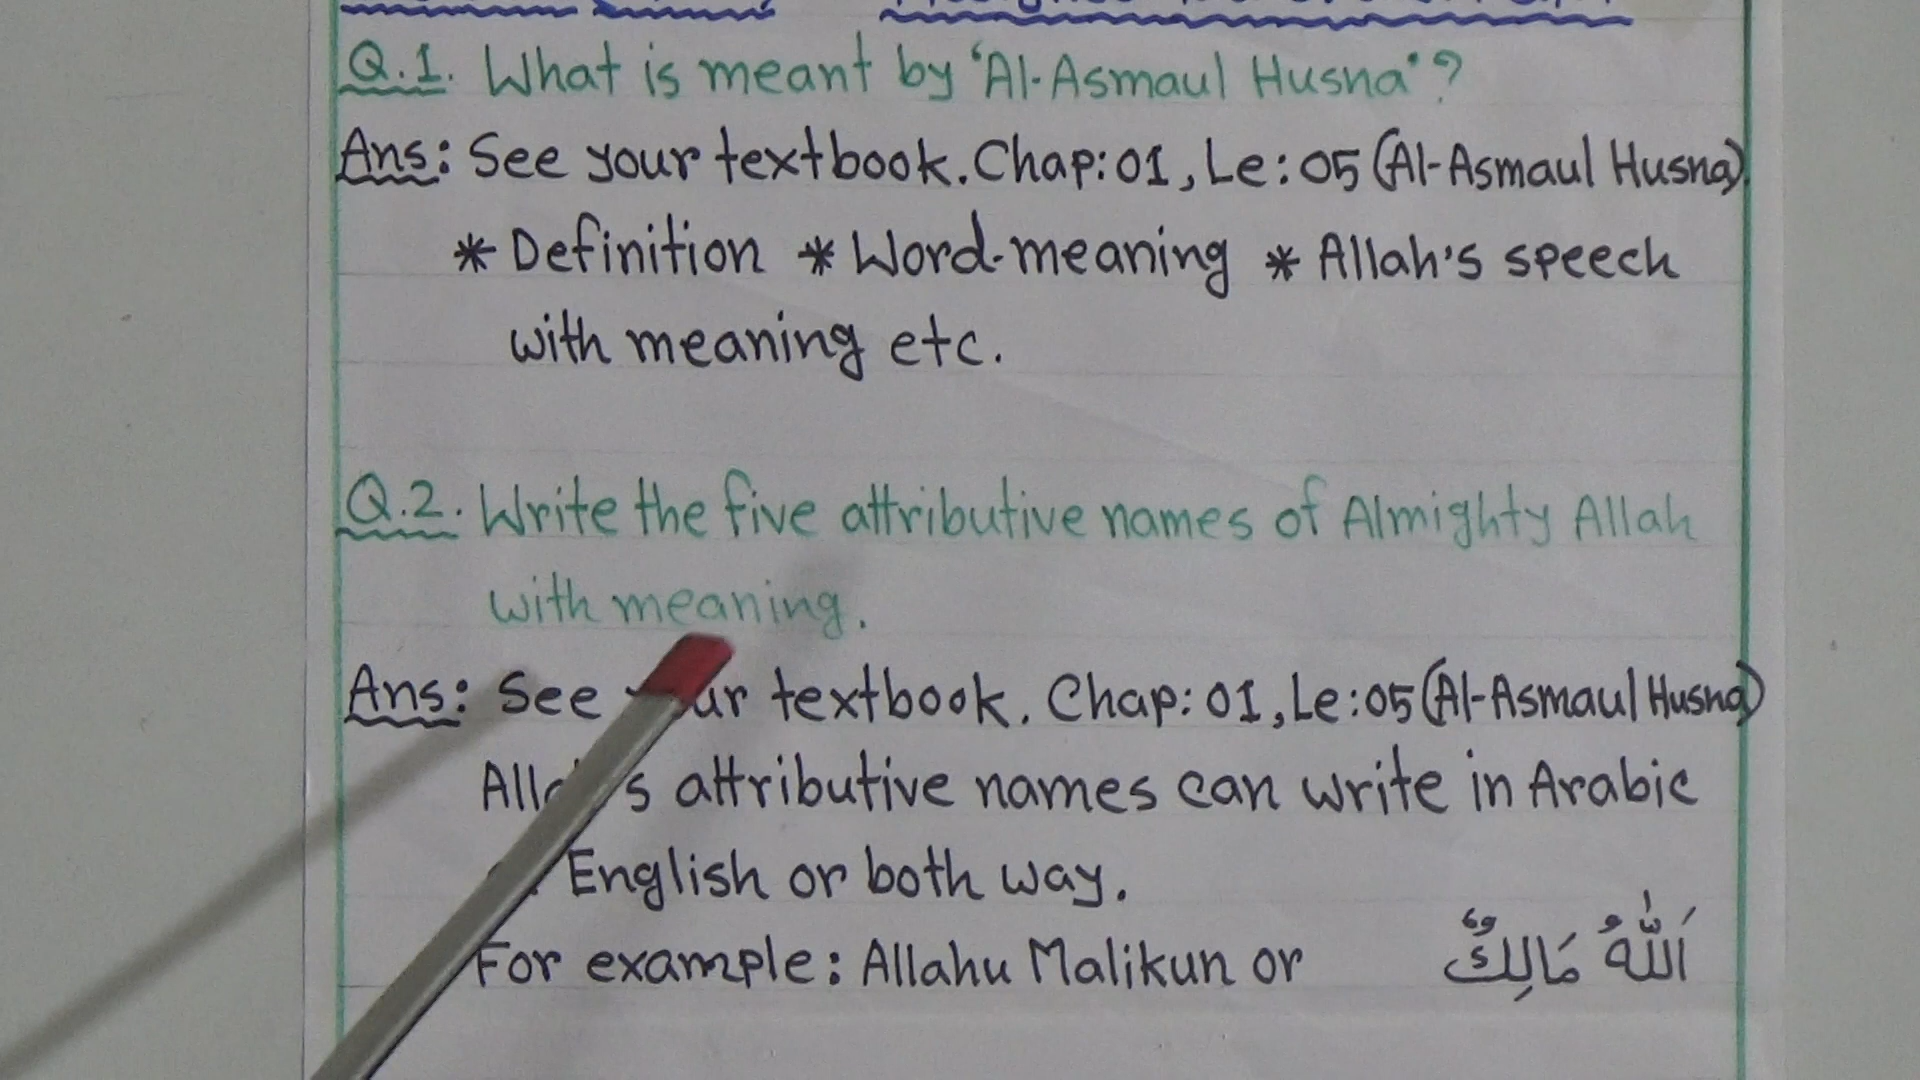 Q.1. What is meant by 'Al-Asmaul Husna'?
Ans: See your textbook. Chap: 01, Le: 05 (Al-Asmaul Husna)
* Definition * Word-meaning * Allah's speech
with meaning etc.
Q.2. Write the five attributive names of Almighty Allah
with meaning.
Ans: See your textbook. Chap: 01, Le: 05 (Al-Asmaul Husna)
Allah's attributive names can write in Arabic
English or both way.
For example: Allahu Malikun or اَللّٰهُ مَالِكٌ